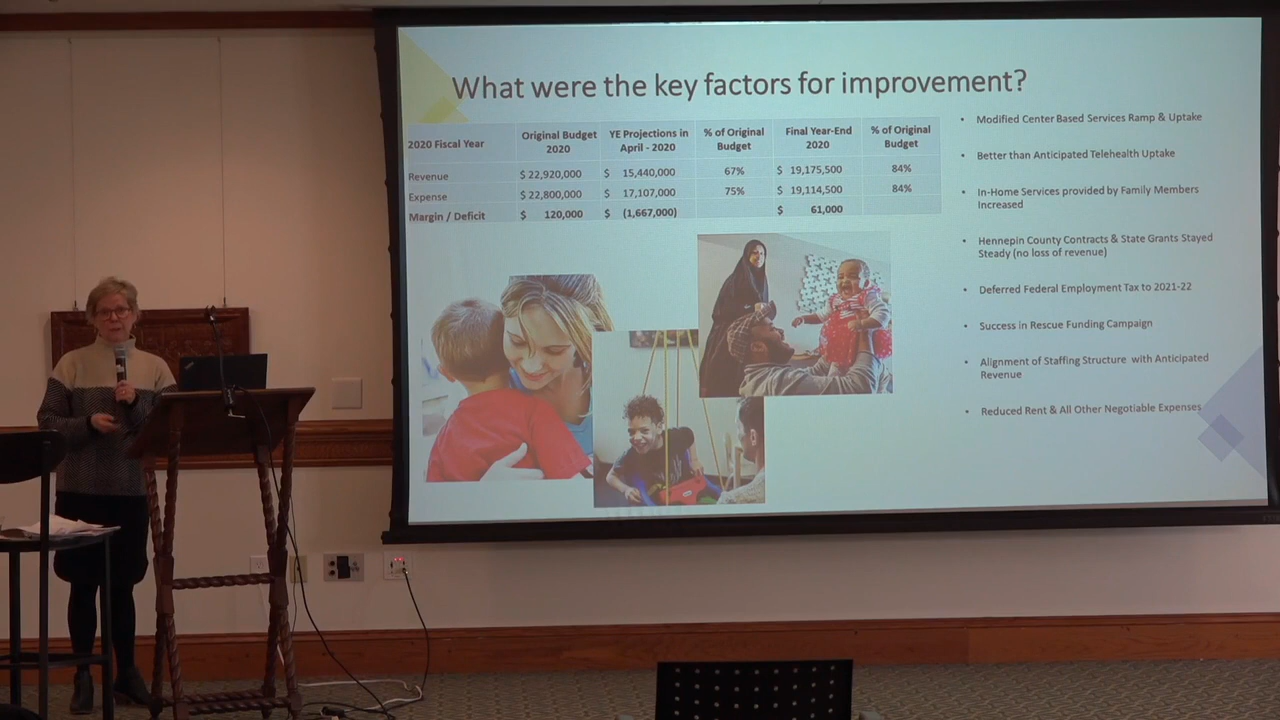 What were the key factors for improvement?
2020 Fiscal Year Original Budget 2020 YE Projections in April - 2020 % of Original Budget Final Year-End 2020 % of Original Budget
Revenue $ 22,920,000 $ 15,440,000 67% $ 19,175,500 84%
Expense $ 22,800,000 $ 17,107,000 75% $ 19,114,500 84%
Margin / Deficit $ 120,000 $ (1,667,000) $ 61,000
• Modified Center Based Services Ramp & Uptake
• Better than Anticipated Telehealth Uptake
• In-Home Services provided by Family Members
Increased
• Hennepin County Contracts & State Grants Stayed
Steady (no loss of revenue)
• Deferred Federal Employment Tax to 2021-22
• Success in Rescue Funding Campaign
• Alignment of Staffing Structure with Anticipated
Revenue
• Reduced Rent & All Other Negotiable Expenses